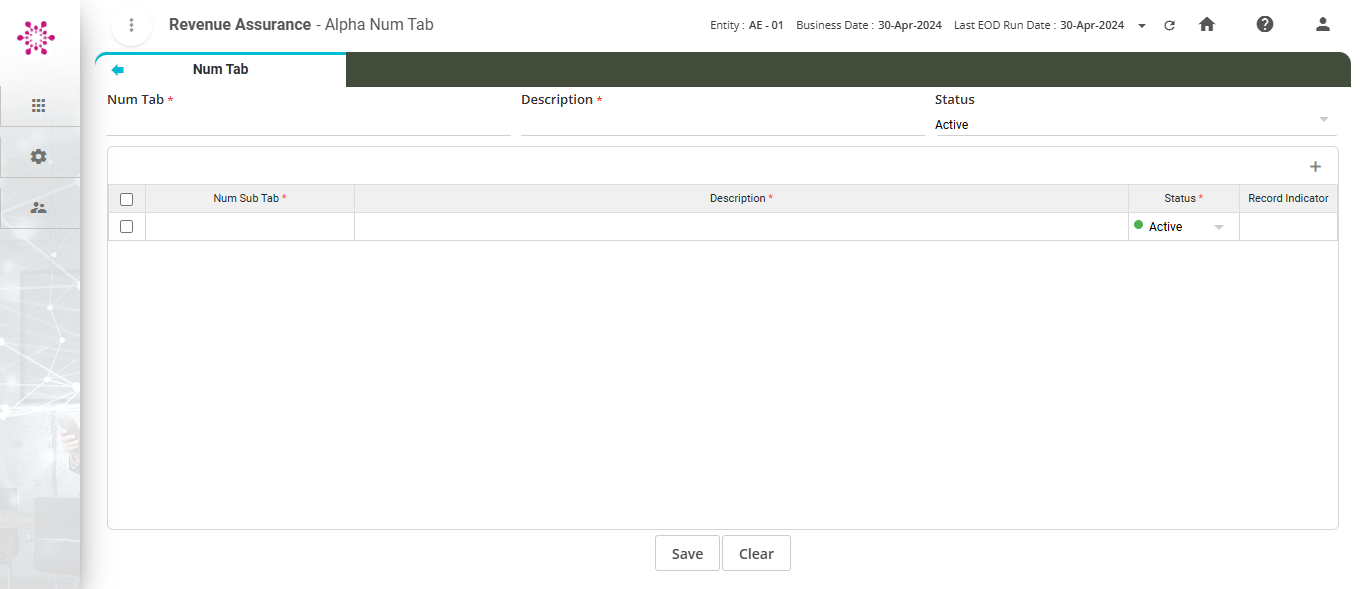 Revenue Assurance - Alpha Num Tab
Entity : AE - 01 Business Date : 30-Apr-2024 Last EOD Run Date : 30-Apr-2024
Num Tab
Num Tab * Description * Status
Active
Num Sub Tab * Description * Status * Record Indicator
Active
Save Clear